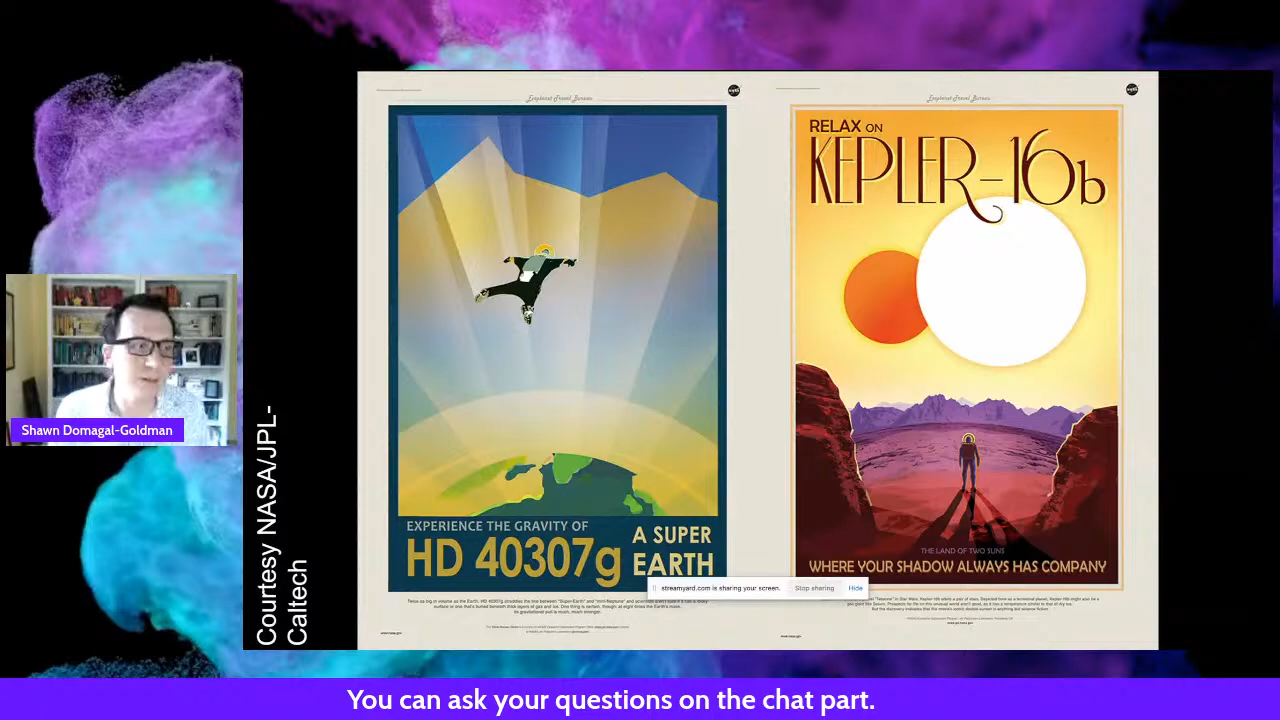 Exoplanet Travel Bureau
Exoplanet Travel Bureau
RELAX ON
KEPLER-16b
EXPERIENCE THE GRAVITY OF
HD 40307g
A SUPER
EARTH
THE LAND OF TWO SUNS
WHERE YOUR SHADOW ALWAYS HAS COMPANY
streamyard.com is sharing your screen.
Stop sharing
Hide
Shawn Domagal-Goldman
Courtesy NASA/JPL-
Caltech
You can ask your questions on the chat part.